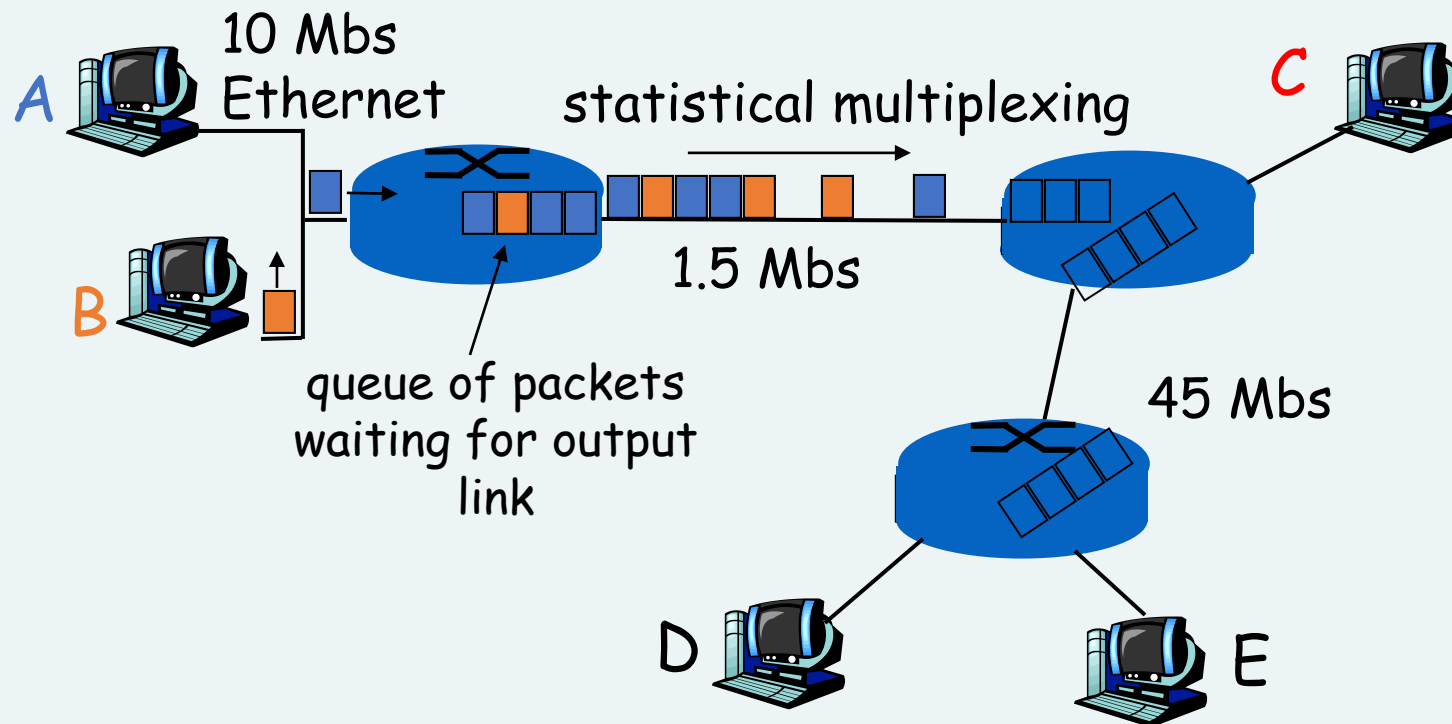 A
10 Mbs
Ethernet
statistical multiplexing
C
B
1.5 Mbs
queue of packets
waiting for output
link
45 Mbs
D
E